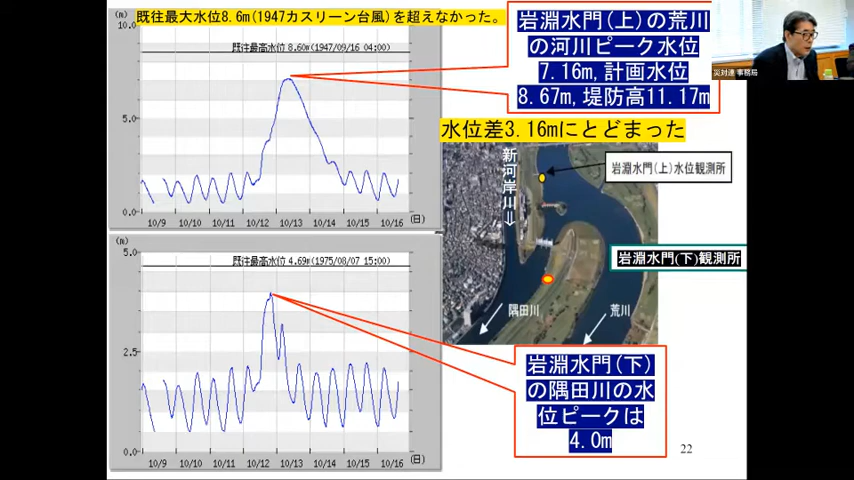 既往最大水位8.6m(1947カスリーン台風)を超えなかった。
(m)
10.0
既往最高水位 8.60m(1947/09/16 04:00)
5.0
0.0
10/9 10/10 10/11 10/12 10/13 10/14 10/15 10/16 (日)
岩淵水門(上)の荒川
の河川ピーク水位
7.16m,計画水位
8.67m,堤防高11.17m
災対連 事務局
水位差3.16mにとどまった
新河岸川⇓
岩淵水門(上)水位観測所
岩淵水門(下)観測所
隅田川
荒川
(m)
5.0
既往最高水位 4.69m(1975/08/07 15:00)
2.5
0.0
10/9 10/10 10/11 10/12 10/13 10/14 10/15 10/16 (日)
岩淵水門(下)
の隅田川の水
位ピークは
4.0m
22